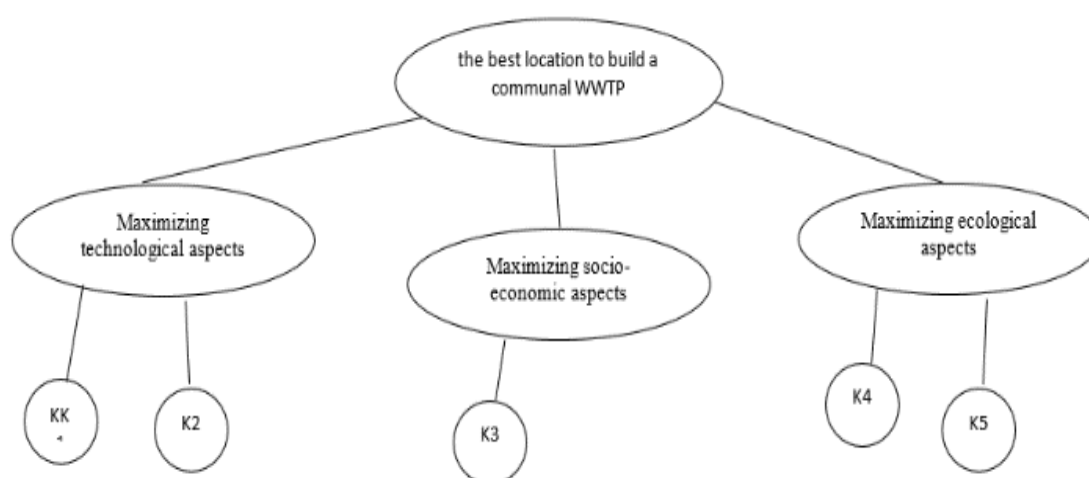 the best location to build a
communal WWTP
Maximizing
technological aspects
Maximizing socio-
economic aspects
Maximizing ecological
aspects
KK
K2
K3
K4
K5